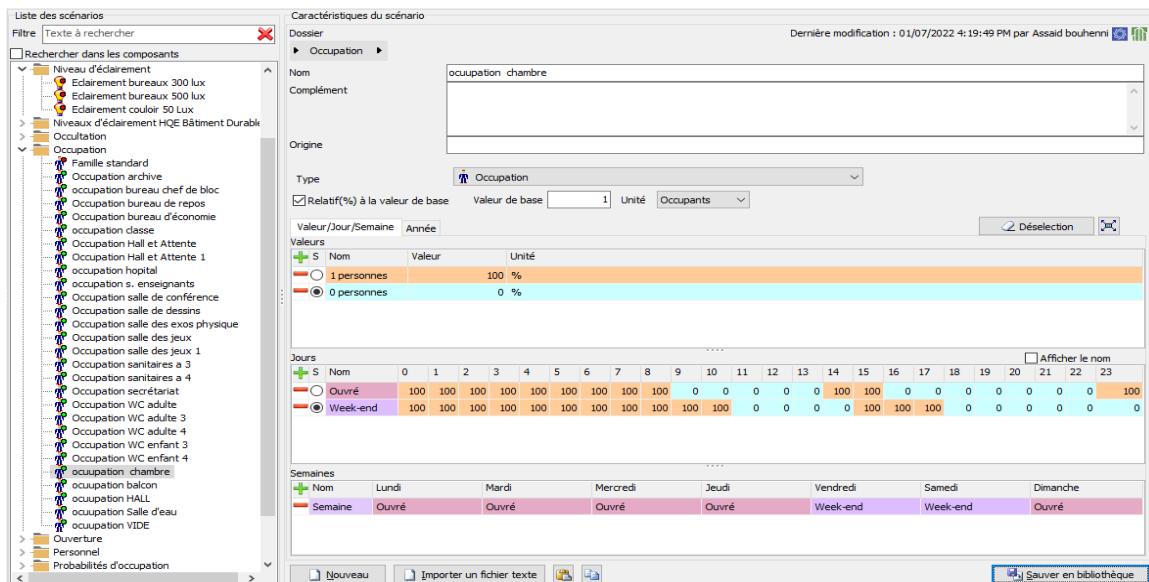 Liste des scénarios
Filtre Texte à rechercher
Rechercher dans les composants
Niveau d'éclairement
Eclairement bureaux 300 lux
Eclairement bureaux 500 lux
Eclairement couloir 50 Lux
Niveaux d'éclairement HQE Bâtiment Durable
Occultation
Occupation
Famille standard
Occupation archive
occupation bureau chef de bloc
Occupation bureau de repos
Occupation bureau d'économie
occupation classe
Occupation Hall et Attente
Occupation Hall et Attente 1
occupation hopital
occupation s. enseignants
Occupation salle de conférence
Occupation salle de dessins
Occupation salle des exos physique
Occupation salle des jeux
Occupation salle des jeux 1
Occupation sanitaires a 3
Occupation sanitaires a 4
Occupation secrétariat
Occupation WC adulte
Occupation WC adulte 3
Occupation WC adulte 4
Occupation WC enfant 3
Occupation WC enfant 4
ocuupation chambre
ocuupation balcon
ocuupation HALL
ocuupation Salle d'eau
ocuupation VIDE
Ouverture
Personnel
Probabilités d'occupation
Caractéristiques du scénario
Dossier
Dernière modification : 01/07/2022 4:19:49 PM par Assaid bouhenni
Occupation
Nom ocuupation chambre
Complément
Origine
Type Occupation
Relatif(%) à la valeur de base Valeur de base 1 Unité Occupants
Valeur/Jour/Semaine Année Déselection
Valeurs
S Nom Valeur Unité
1 personnes 100 %
0 personnes 0 %
Jours Afficher le nom
S Nom 0 1 2 3 4 5 6 7 8 9 10 11 12 13 14 15 16 17 18 19 20 21 22 23
Ouvré 100 100 100 100 100 100 100 100 100 0 0 0 0 0 100 100 0 0 0 0 0 0 0 100
Week-end 100 100 100 100 100 100 100 100 100 100 100 0 0 0 0 100 100 100 0 0 0 0 0 0
Semaines
Nom Lundi Mardi Mercredi Jeudi Vendredi Samedi Dimanche
Semaine Ouvré Ouvré Ouvré Ouvré Week-end Week-end Ouvré
Nouveau Importer un fichier texte Sauver en bibliothèque